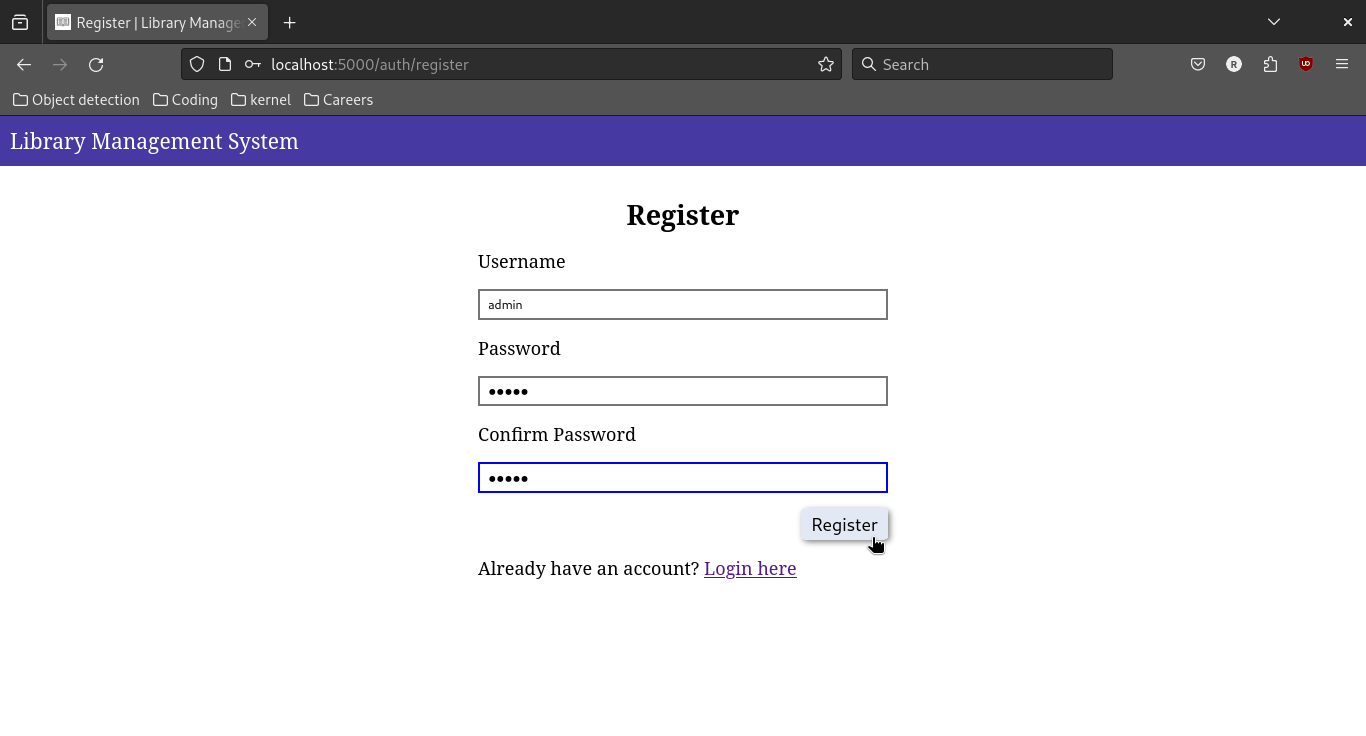 Register | Library Manage
localhost:5000/auth/register
Search
R
UD
Object detection Coding kernel Careers
Library Management System
Register
Username
admin
Password
•••••
Confirm Password
•••••
Register
Already have an account? Login here